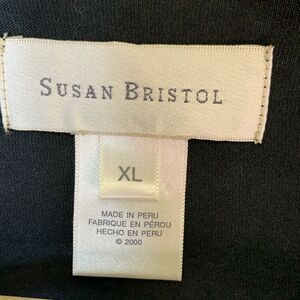 SUSAN BRISTOL
XL
MADE IN PERU
FABRIQUE EN PÉROU
HECHO EN PERU
© 2000